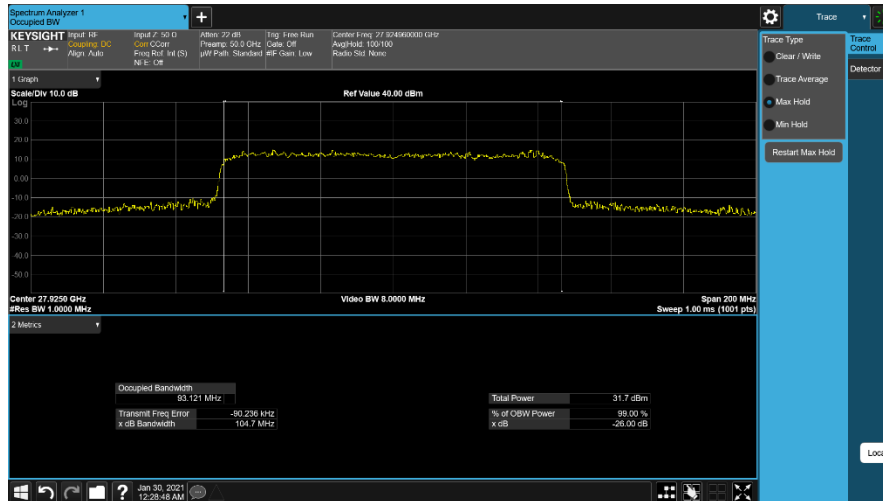 Spectrum Analyzer 1
Occupied BW
KEYSIGHT
R L T
Input: RF
Coupling: DC
Align: Auto
Input Z: 50 Ω
Corr CCorr
Freq Ref: Int (S)
NFE: Off
Atten: 22 dB
Preamp: 50.0 GHz
µW Path: Standard
Trig: Free Run
Gate: Off
#IF Gain: Low
Center Freq: 27.924960000 GHz
Avg|Hold: 100/100
Radio Std: None
1 Graph
Scale/Div 10.0 dB
Ref Value 40.00 dBm
Log
30.0
20.0
10.0
0.00
-10.0
-20.0
-30.0
-40.0
-50.0
Center 27.9250 GHz
#Res BW 1.0000 MHz
Video BW 8.0000 MHz
Span 200 MHz
Sweep 1.00 ms (1001 pts)
2 Metrics
Occupied Bandwidth
93.121 MHz
Transmit Freq Error -90.236 kHz
x dB Bandwidth 104.7 MHz
Total Power 31.7 dBm
% of OBW Power 99.00 %
x dB -26.00 dB
?
Jan 30, 2021
12:28:48 AM
Trace
Trace Type
Clear / Write
Trace Average
Max Hold
Min Hold
Restart Max Hold
Trace
Control
Detector
Loca